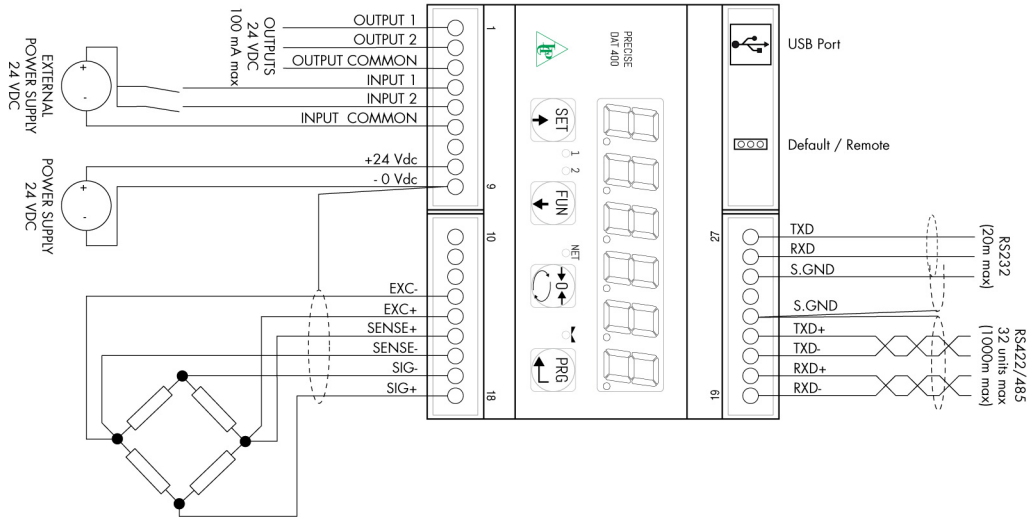 OUTPUT 1
OUTPUT 2
OUTPUT COMMON
INPUT 1
INPUT 2
INPUT COMMON
+24 Vdc
- 0 Vdc
OUTPUTS
24 VDC
100 mA max
EXTERNAL
POWER SUPPLY
24 VDC
+
-
POWER SUPPLY
24 VDC
+
-
EXC-
EXC+
SENSE+
SENSE-
SIG-
SIG+
1
9
10
18
PRECISE
DAT 400
SET
FUN
0
PRG
1
2
NET
27
19
USB Port
Default / Remote
TXD
RXD
S.GND
S.GND
TXD+
TXD-
RXD+
RXD-
RS232
(20m max)
RS422/485
32 units max
(1000m max)